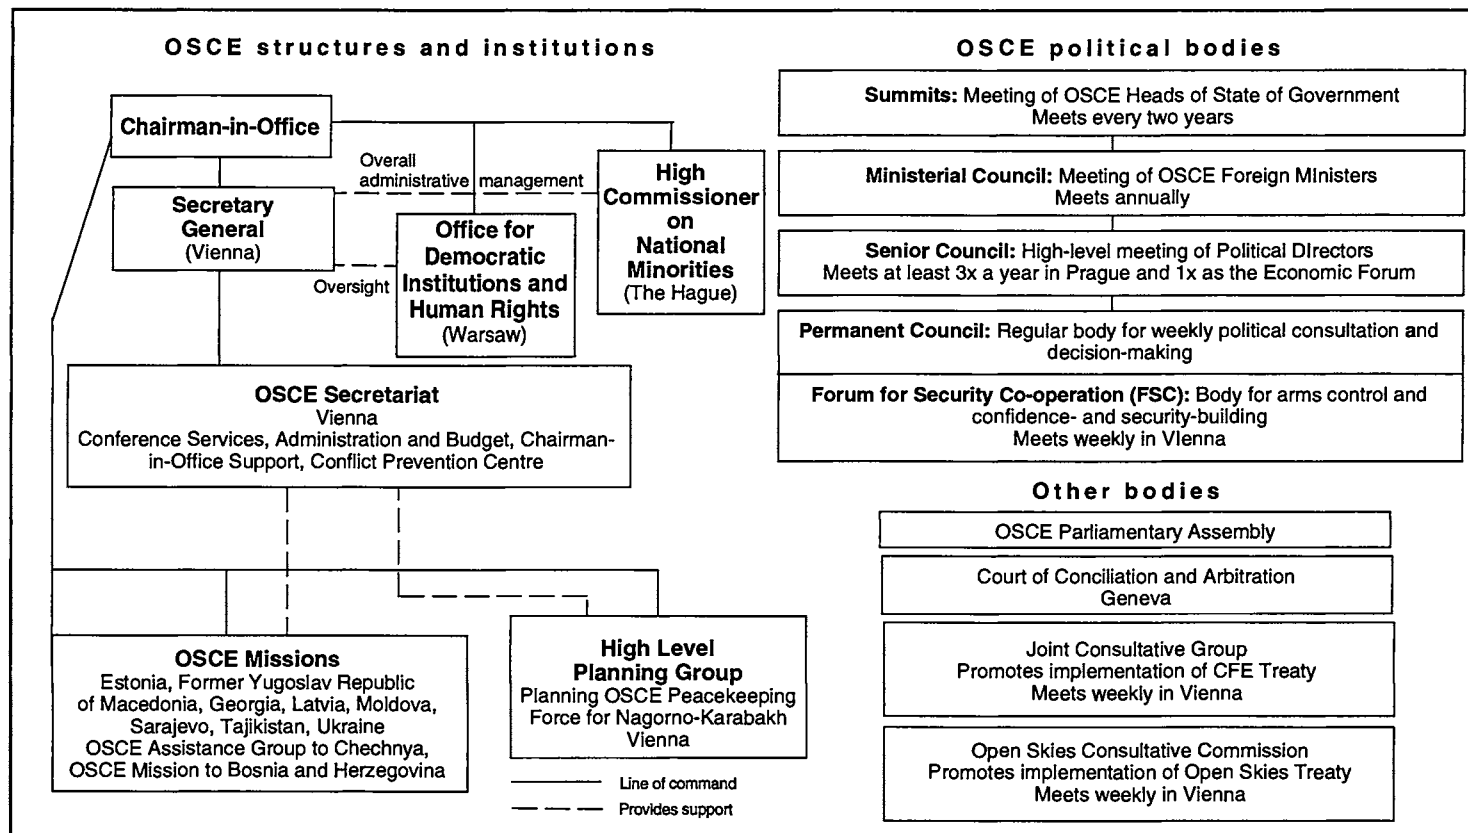 OSCE structures and institutions
Chairman-in-Office
Overall
administrative management
Secretary
General
(Vienna)
Oversight
Office for
Democratic
Institutions and
Human Rights
(Warsaw)
High
Commissioner
on
National
Minorities
(The Hague)
OSCE Secretariat
Vienna
Conference Services, Administration and Budget, Chairman-
in-Office Support, Conflict Prevention Centre
OSCE Missions
Estonia, Former Yugoslav Republic
of Macedonia, Georgia, Latvia, Moldova,
Sarajevo, Tajikistan, Ukraine
OSCE Assistance Group to Chechnya,
OSCE Mission to Bosnia and Herzegovina
High Level
Planning Group
Planning OSCE Peacekeeping
Force for Nagorno-Karabakh
Vienna
Line of command
Provides support
OSCE political bodies
Summits: Meeting of OSCE Heads of State of Government
Meets every two years
Ministerial Council: Meeting of OSCE Foreign MInisters
Meets annually
Senior Council: High-level meeting of Political DIrectors
Meets at least 3x a year in Prague and 1x as the Economic Forum
Permanent Council: Regular body for weekly political consultation and
decision-making
Forum for Security Co-operation (FSC): Body for arms control and
confidence- and security-building
Meets weekly in VIenna
Other bodies
OSCE Parliamentary Assembly
Court of Conciliation and Arbitration
Geneva
Joint Consultative Group
Promotes implementation of CFE Treaty
Meets weekly in Vienna
Open Skies Consultative Commission
Promotes implementation of Open Skies Treaty
Meets weekly in Vienna